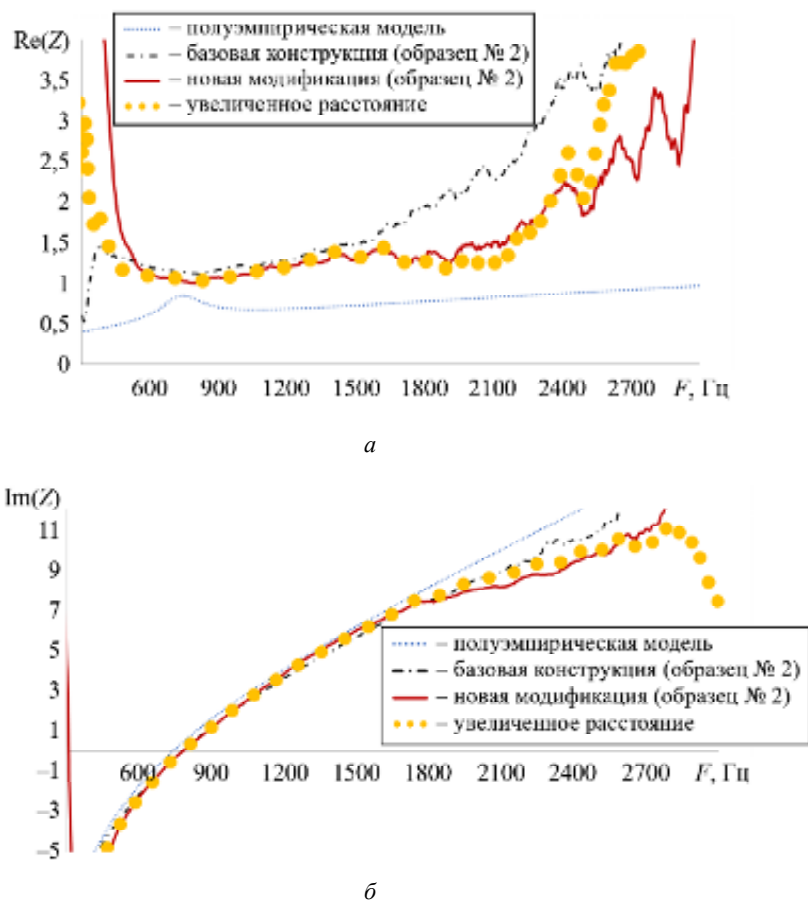 Re(Z)
– полуэмпирическая модель
– базовая конструкция (образец № 2)
– новая модификация (образец № 2)
– увеличенное расстояние
3,5
3
2,5
2
1,5
1
0,5
0
600 900 1200 1500 1800 2100 2400 2700 F, Гц
а
Im(Z)
11
9
7
5
3
1
–1
–3
–5
– полуэмпирическая модель
– базовая конструкция (образец № 2)
– новая модификация (образец № 2)
– увеличенное расстояние
600 900 1200 1500 1800 2100 2400 2700 F, Гц
б